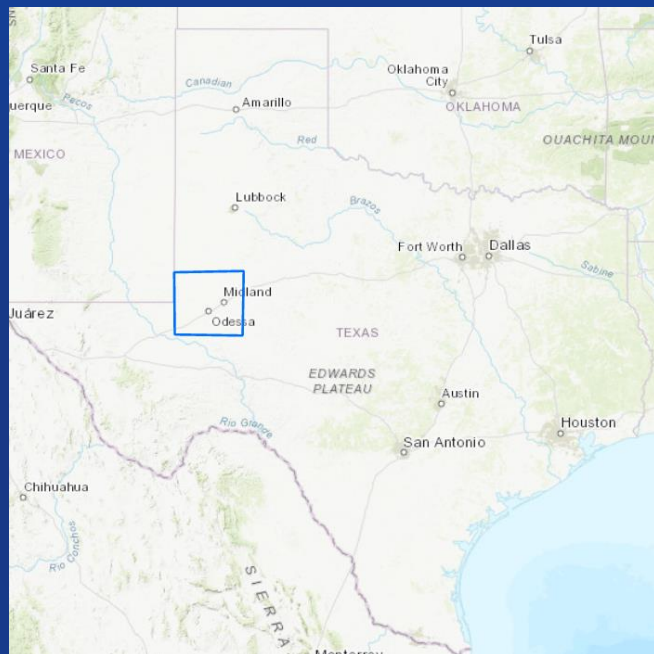 Tulsa
Santa Fe
Oklahoma
City
Canadian
uerque
Pecos
Amarillo
OKLAHOMA
Red
OUACHITA MOU
MEXICO
Lubbock
Brazos
Fort Worth
Dallas
Sabine
Midland
Juárez
Odessa
TEXAS
EDWARDS
PLATEAU
Austin
Rio Grande
Houston
San Antonio
Chihuahua
Rio Conchos
SIERRA
Monterrey